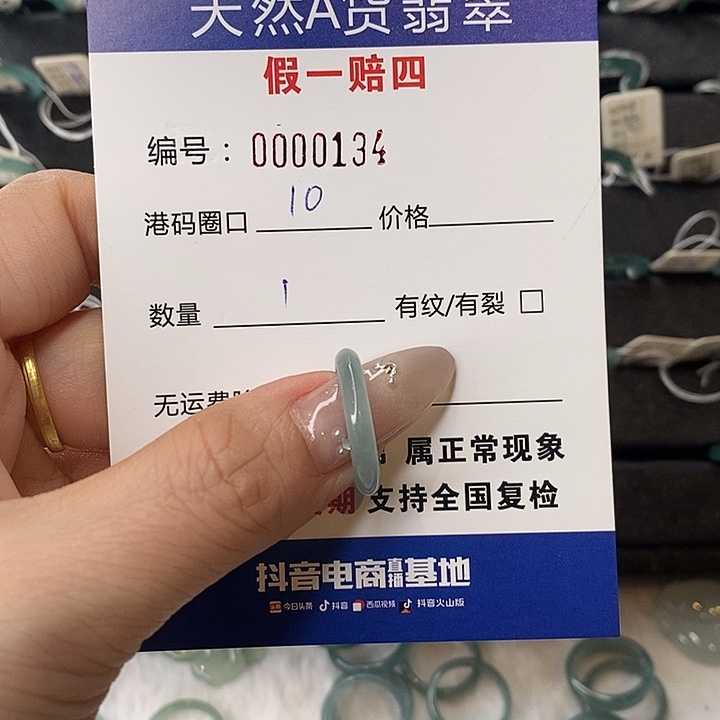 天然A货翡翠
假一赔四
编号：0000134
港码圈口 10 价格
数量 1 有纹/有裂 □
无运费
属正常现象
期 支持全国复检
抖音电商直播基地
今日头条 抖音 西瓜视频 抖音火山版